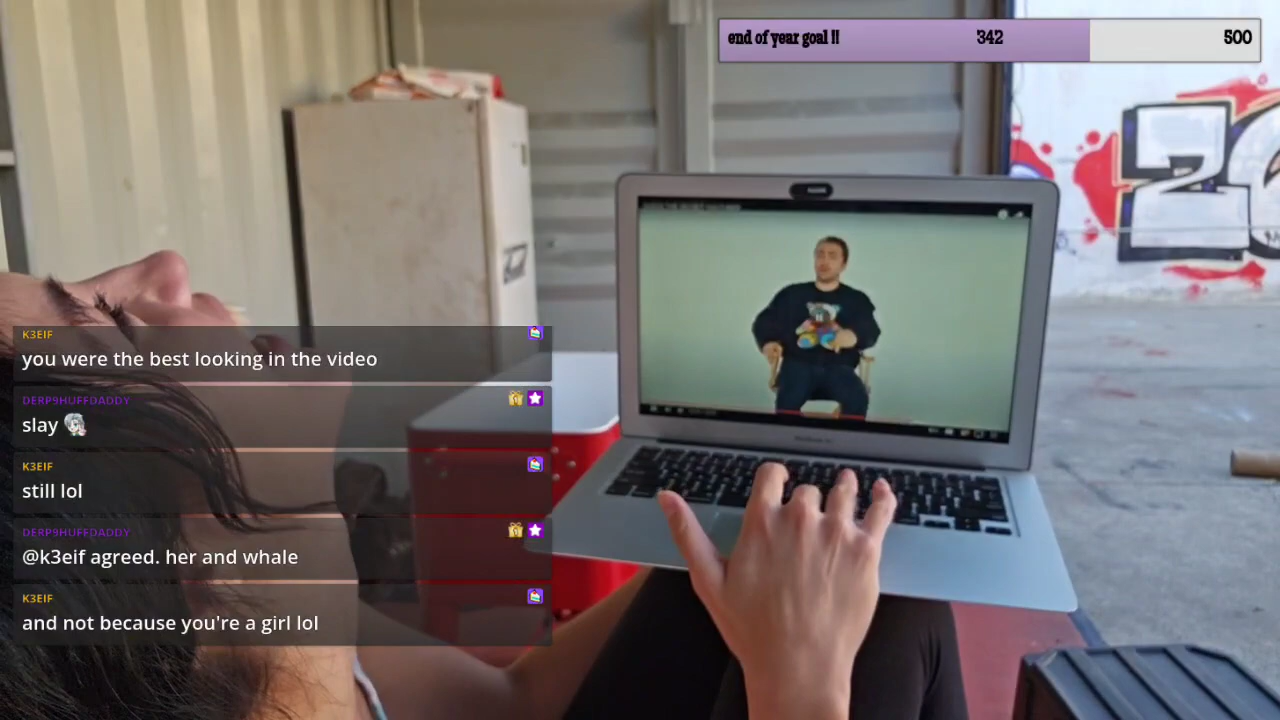 end of year goal !! 342 500
K3EIF
you were the best looking in the video
DERP9HUFFDADDY
slay
K3EIF
still lol
DERP9HUFFDADDY
@k3eif agreed. her and whale
K3EIF
and not because you're a girl lol